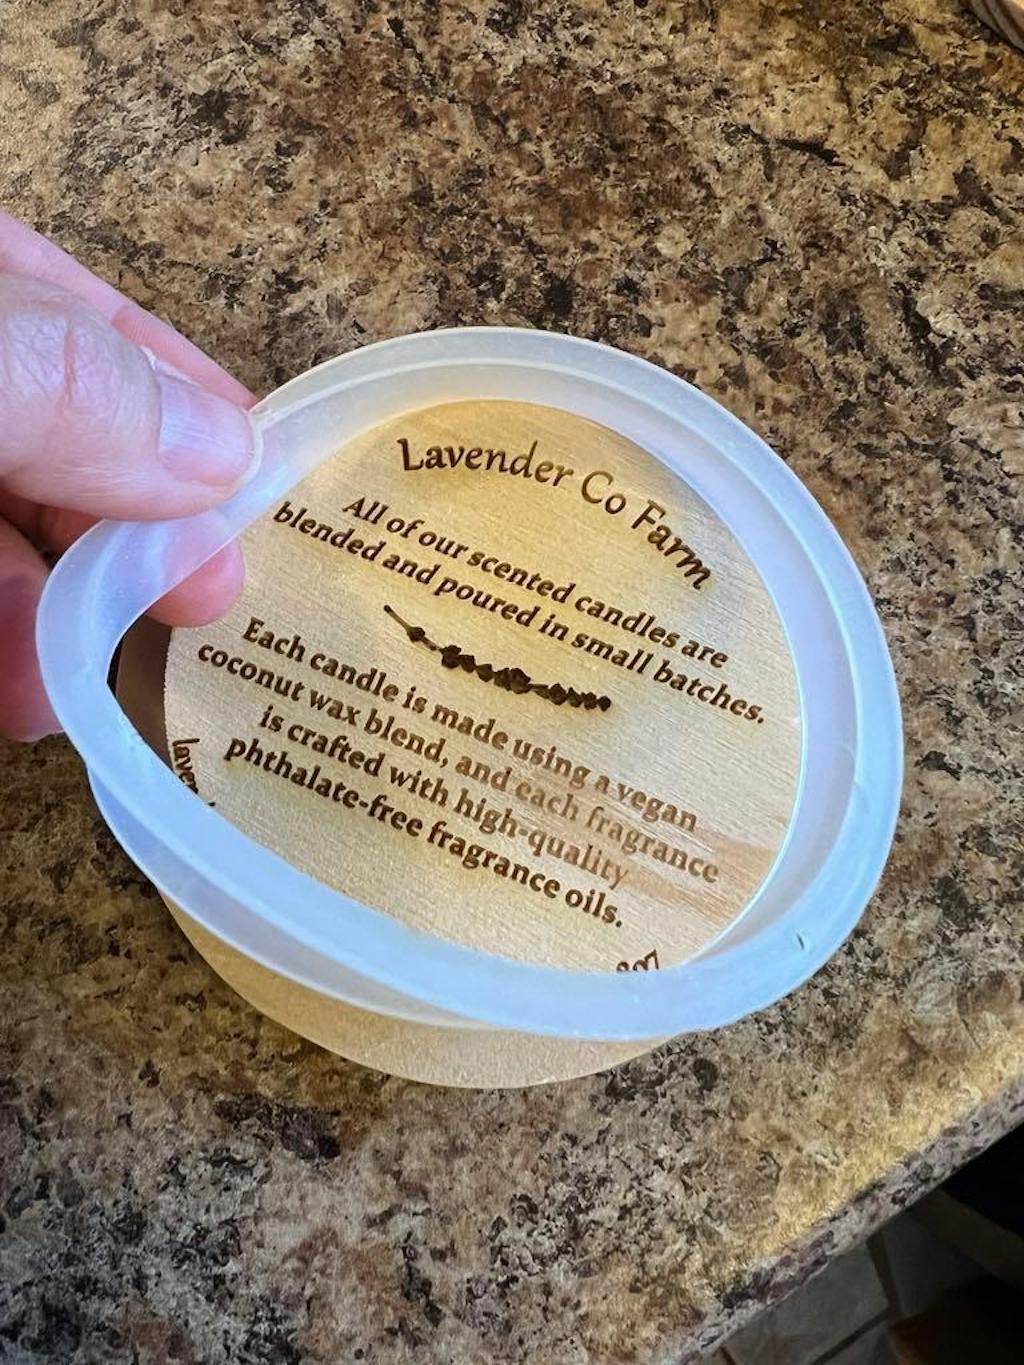 Lavender Co Farm
All of our scented candles are
blended and poured in small batches.
Each candle is made using a vegan
coconut wax blend, and each fragrance
is crafted with high-quality
phthalate-free fragrance oils.